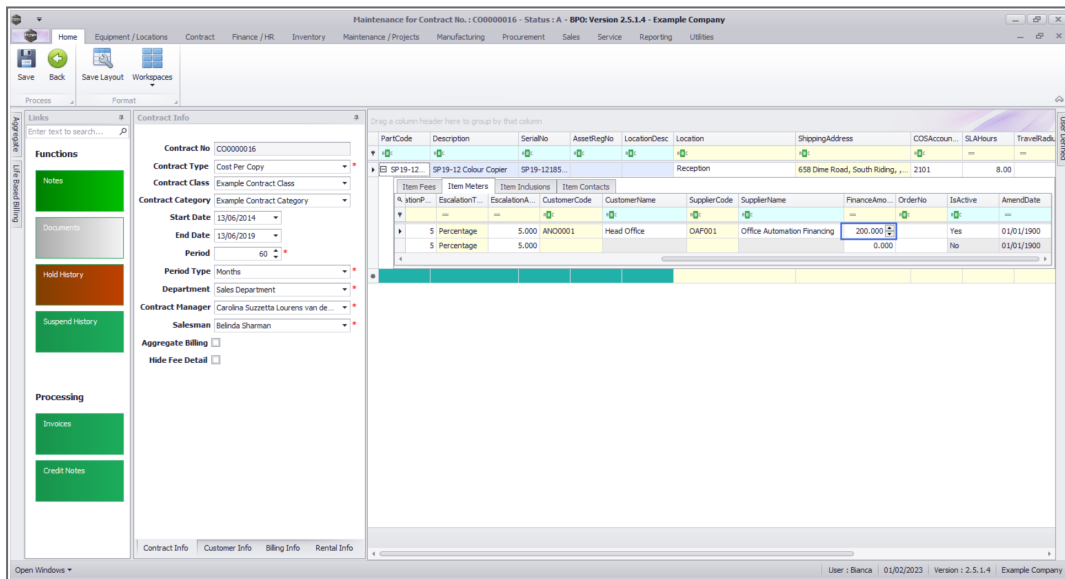 Maintenance for Contract No. : CO0000016 - Status : A - BPO: Version 2.5.1.4 - Example Company
Home Equipment / Locations Contract Finance / HR Inventory Maintenance / Projects Manufacturing Procurement Sales Service Reporting Utilities
Save Back Save Layout Workspaces
Process Format
Links
Enter text to search...
Functions
Notes
Documents
Hold History
Suspend History
Processing
Invoices
Credit Notes
Aggregate
Life Based Billing
Contract Info
Contract No CO0000016
Contract Type Cost Per Copy *
Contract Class Example Contract Class
Contract Category Example Contract Category *
Start Date 13/06/2014
End Date 13/06/2019
Period 60 *
Period Type Months *
Department Sales Department *
Contract Manager Carolina Suzzetta Lourens van de... *
Salesman Belinda Sharman *
Aggregate Billing
Hide Fee Detail
Contract Info Customer Info Billing Info Rental Info
Drag a column header here to group by that column
PartCode Description SerialNo AssetRegNo LocationDesc Location ShippingAddress COSAccoun... SLAHours TravelRadiu
SP19-12... SP19-12 Colour Copier SP19-12185... Reception 658 Dime Road, South Riding, ,... 2101 8.00
Item Fees Item Meters Item Inclusions Item Contacts
ationP... EscalationT... EscalationA... CustomerCode CustomerName SupplierCode SupplierName FinanceAmo... OrderNo IsActive AmendDate
5 Percentage 5.000 ANO0001 Head Office OAF001 Office Automation Financing 200.000 Yes 01/01/1900
5 Percentage 5.000 0.000 No 01/01/1900
User Defined
Open Windows User : Bianca 01/02/2023 Version : 2.5.1.4 Example Company